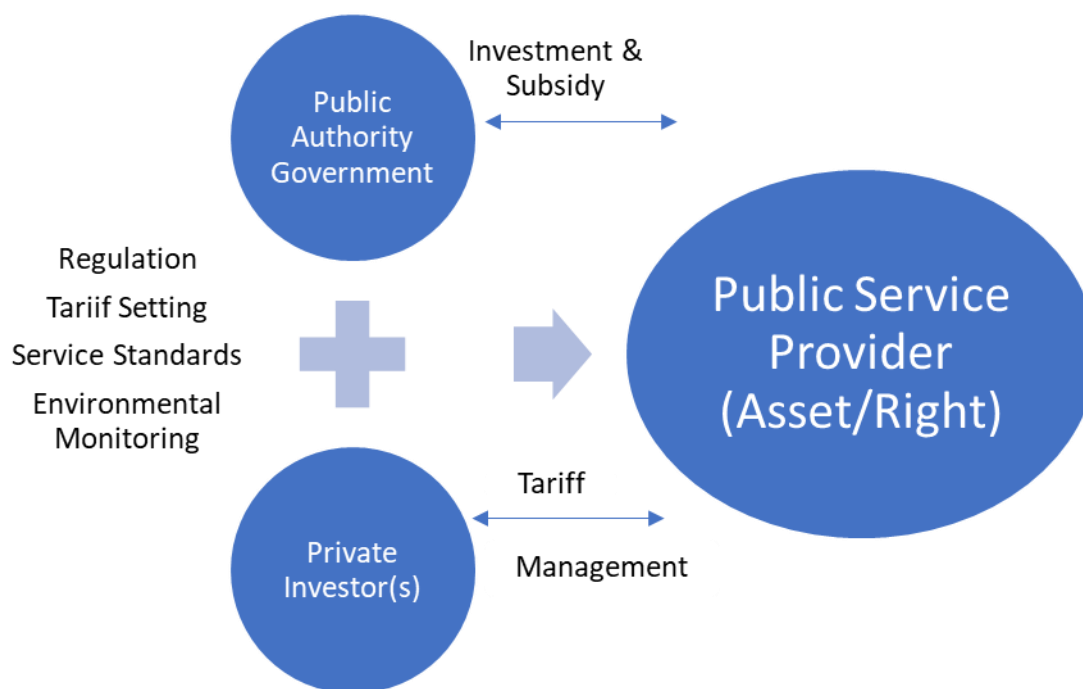 Investment &
Subsidy
Public
Authority
Government
Regulation
Tariif Setting
Service Standards
Environmental
Monitoring
Public Service
Provider
(Asset/Right)
Tariff
Management
Private
Investor(s)